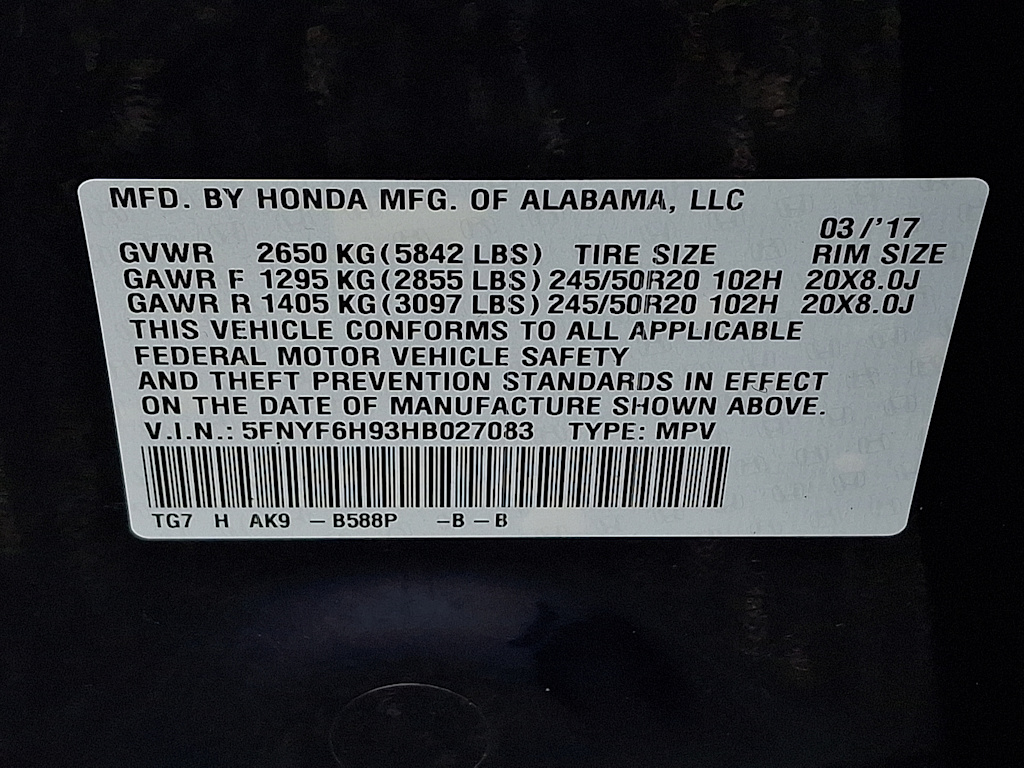 MFD. BY HONDA MFG. OF ALABAMA, LLC
03/'17
GVWR 2650 KG(5842 LBS) TIRE SIZE RIM SIZE
GAWR F 1295 KG(2855 LBS) 245/50R20 102H 20X8.0J
GAWR R 1405 KG(3097 LBS) 245/50R20 102H 20X8.0J
THIS VEHICLE CONFORMS TO ALL APPLICABLE
FEDERAL MOTOR VEHICLE SAFETY
AND THEFT PREVENTION STANDARDS IN EFFECT
ON THE DATE OF MANUFACTURE SHOWN ABOVE.
V.I.N.: 5FNYF6H93HB027083 TYPE: MPV
TG7 H AK9 –B588P –B–B